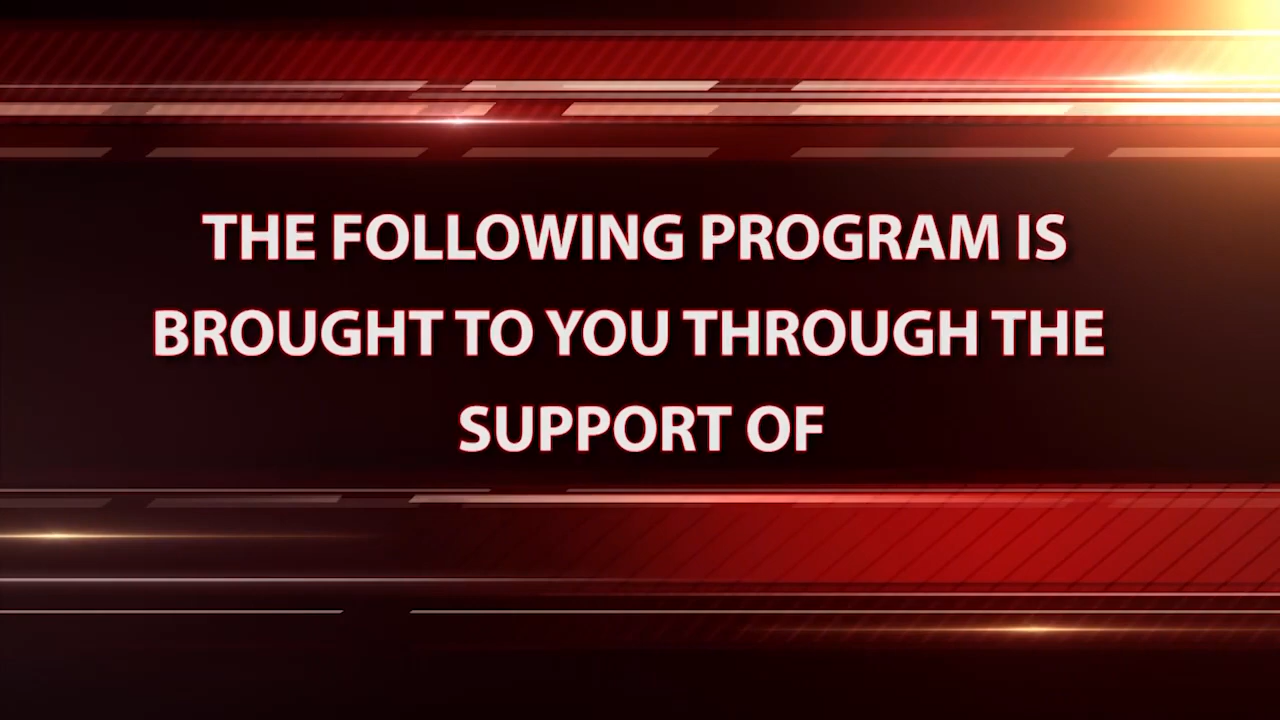 THE FOLLOWING PROGRAM IS
BROUGHT TO YOU THROUGH THE
SUPPORT OF